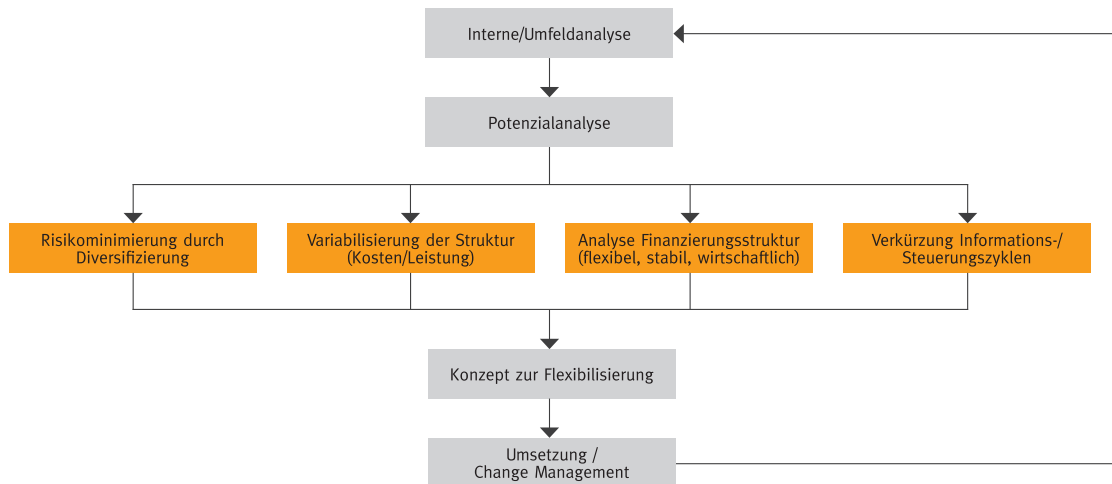 Interne/Umfeldanalyse
Potenzialanalyse
Risikominimierung durch
Diversifizierung
Variabilisierung der Struktur
(Kosten/Leistung)
Analyse Finanzierungsstruktur
(flexibel, stabil, wirtschaftlich)
Verkürzung Informations-/
Steuerungszyklen
Konzept zur Flexibilisierung
Umsetzung /
Change Management